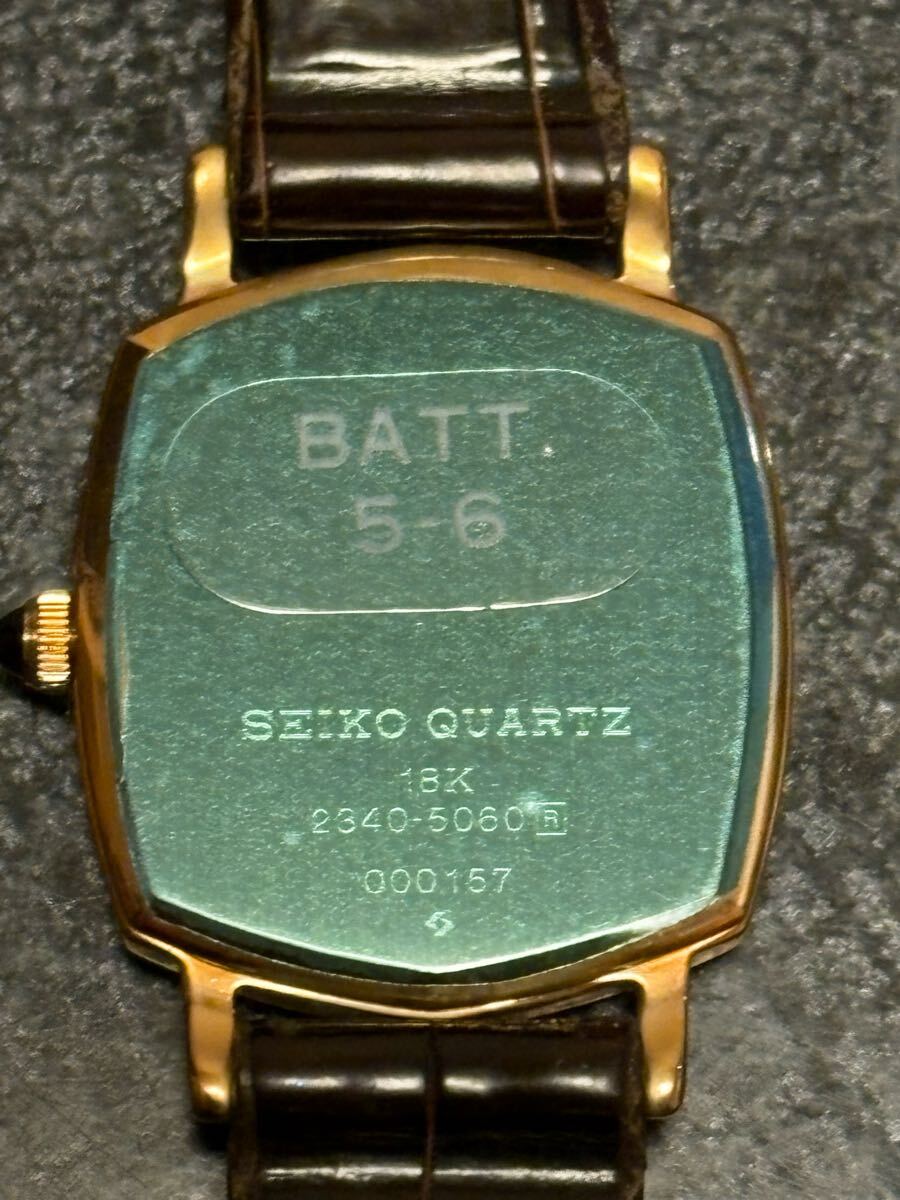 BATT.
5-6
SEIKO QUARTZ
18K
2340-5060 R
000157